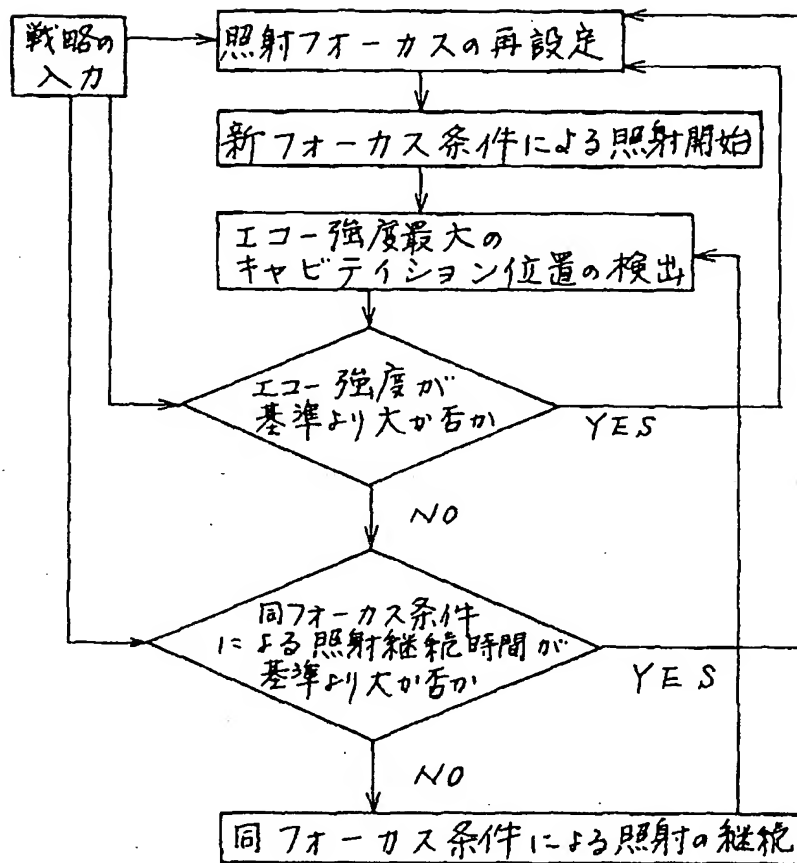 戦略の
入力
照射フォーカスの再設定
新フォーカス条件による照射開始
エコー強度最大の
キャビティション位置の検出
エコー強度が
基準より大か否か
YES
NO
同フォーカス条件
による照射継続時間が
基準より大か否か
YES
NO
同フォーカス条件による照射の継続